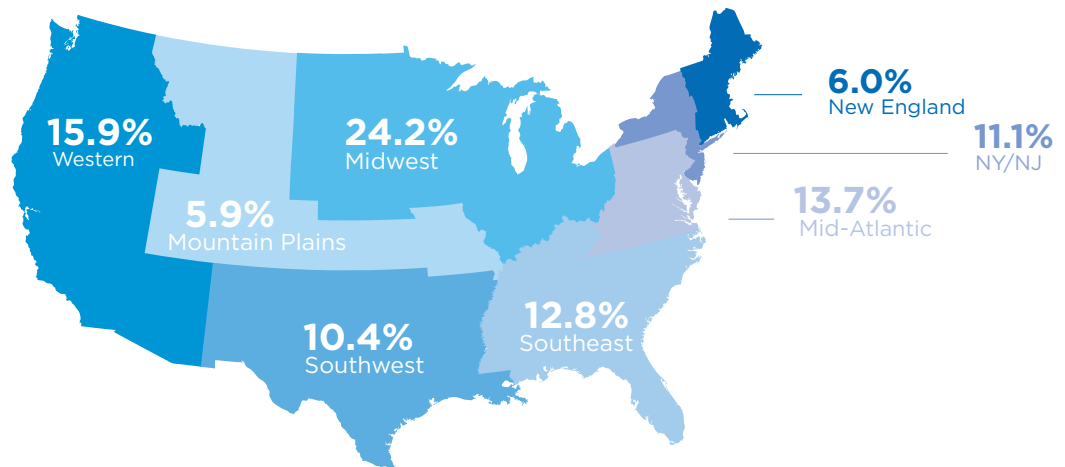 6.0%
New England
15.9%
Western
24.2%
Midwest
11.1%
NY/NJ
5.9%
Mountain Plains
13.7%
Mid-Atlantic
10.4%
Southwest
12.8%
Southeast